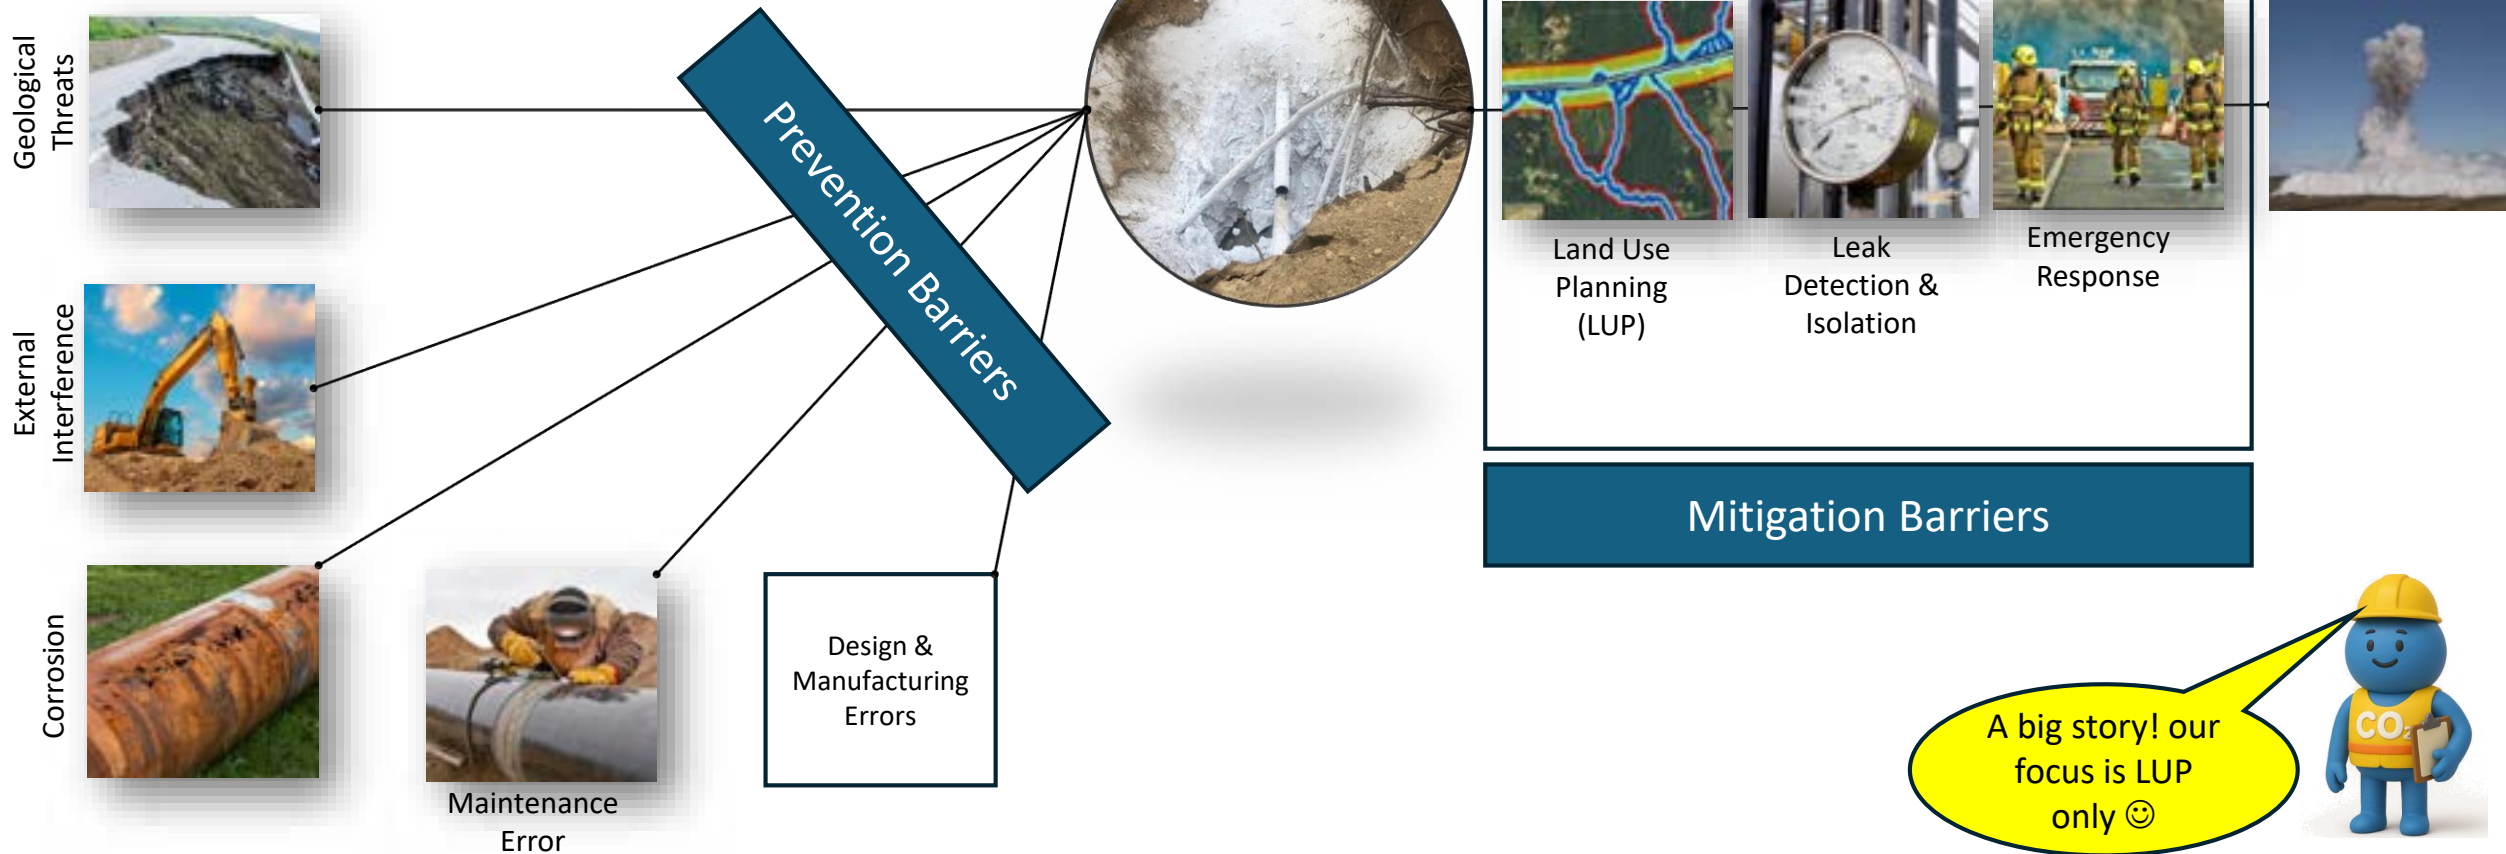 Geological
Threats
Prevention Barriers
Land Use
Planning
(LUP)
Leak
Detection &
Isolation
Emergency
Response
External
Interference
Mitigation Barriers
Corrosion
Design &
Manufacturing
Errors
Maintenance
Error
A big story! our
focus is LUP
only ☺
CO2